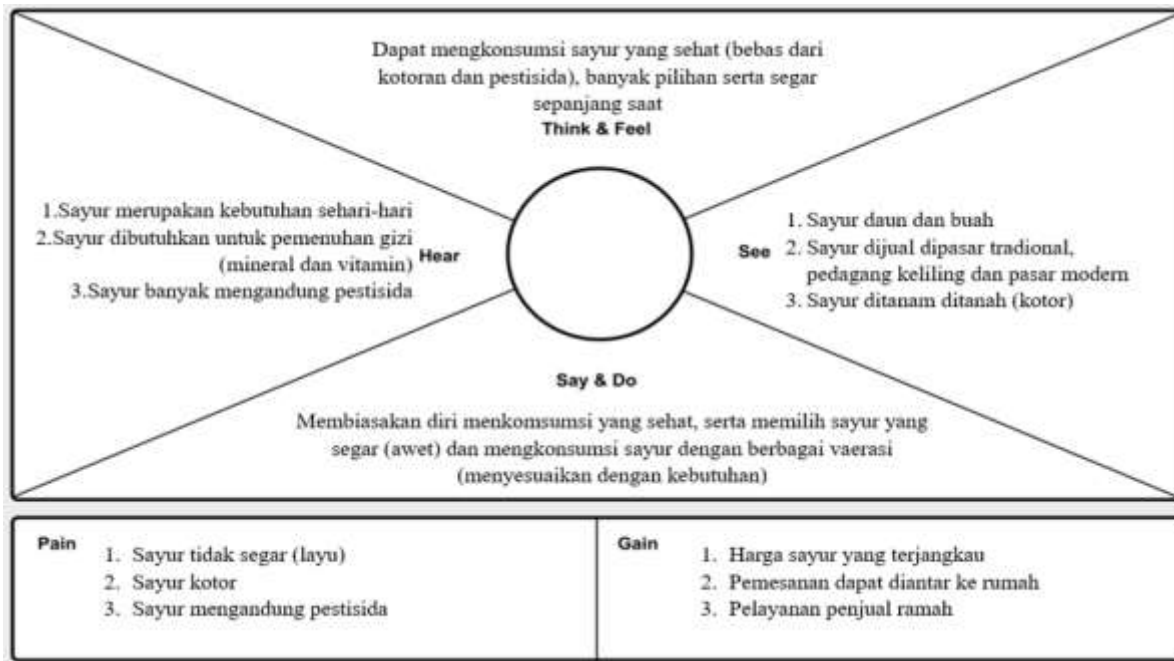 Dapat mengkonsumsi sayur yang sehat (bebas dari
kotoran dan pestisida), banyak pilihan serta segar
sepanjang saat
Think & Feel
1.Sayur merupakan kebutuhan sehari-hari
2.Sayur dibutuhkan untuk pemenuhan gizi
(mineral dan vitamin)
3.Sayur banyak mengandung pestisida
Hear
See
1. Sayur daun dan buah
2. Sayur dijual dipasar tradional,
pedagang keliling dan pasar modern
3. Sayur ditanam ditanah (kotor)
Say & Do
Membiasakan diri menkomsumsi yang sehat, serta memilih sayur yang
segar (awet) dan mengkonsumsi sayur dengan berbagai vaerasi
(menyesuaikan dengan kebutuhan)
Pain
1. Sayur tidak segar (layu)
2. Sayur kotor
3. Sayur mengandung pestisida
Gain
1. Harga sayur yang terjangkau
2. Pemesanan dapat diantar ke rumah
3. Pelayanan penjual ramah